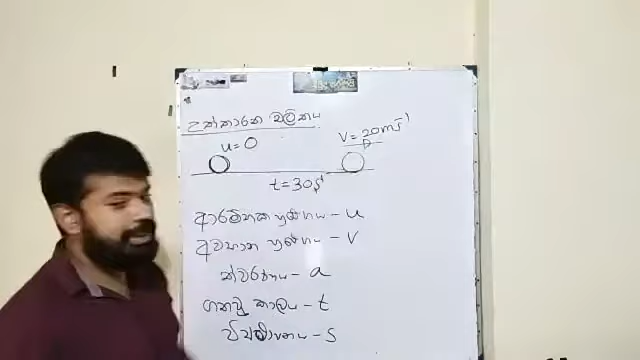 උත්තාරණ චලිතය
u = 0
V = 20ms⁻¹
t = 30s
ආරම්භක ප්‍රවේගය - u
අවසාන ප්‍රවේගය - V
ත්වරණය - a
ගතවූ කාලය - t
විස්ථාපනය - s